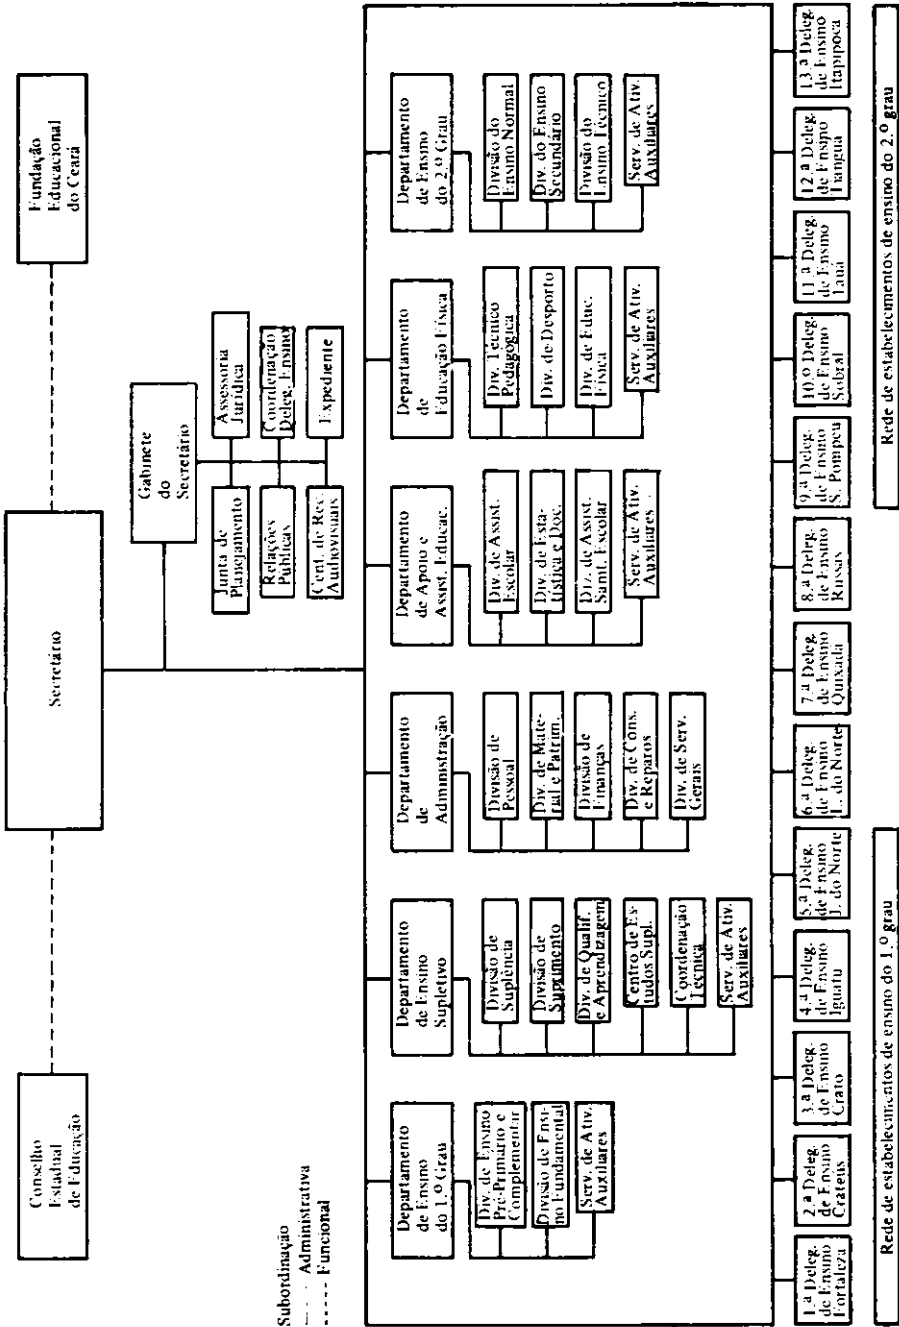 Conselho
Estadual
de Educação
Secretário
Fundação
Educacional
do Ceará
Gabinete
do
Secretário
Junta de
Planejamento
Assessoria
Jurídica
Relações
Públicas
Coordenação
Deleg. Ensino
Cent. de Rec.
Audiovisuais
Expediente
Subordinação
Administrativa
Funcional
Departamento
de Ensino
do 1.º Grau
Div. de Ensino
Pré-Primário e
Complementar
Divisão de Ensi-
no Fundamental
Serv. de Ativ.
Auxiliares
Departamento
de Ensino
Supletivo
Divisão de
Suplência
Divisão de
Suprimento
Div. de Qualif.
e Aprendizagem
Centro de Es-
tudos Supl.
Coordenação
Técnica
Serv. de Ativ.
Auxiliares
Departamento
de
Administração
Divisão de
Pessoal
Div. de Mate-
rial e Patrim.
Divisão de
Finanças
Div. de Cons.
e Reparos
Div. de Serv.
Gerais
Departamento
de Apoio e
Assist. Educac.
Div. de Assist.
Escolar
Div. de Esta-
tística e Doc.
Div. de Assist.
Sanit. Escolar
Serv. de Ativ.
Auxiliares
Departamento
de
Educação Física
Div. Técnico
Pedagógica
Div. de Desporto
Div. de Educ.
Física
Serv. de Ativ.
Auxiliares
Departamento
de Ensino
do 2.º Grau
Divisão do
Ensino Normal
Div. do Ensino
Secundário
Divisão do
Ensino Técnico
Serv. de Ativ.
Auxiliares
1.ª Deleg.
de Ensino
Fortaleza
2.ª Deleg.
de Ensino
Crateús
3.ª Deleg.
de Ensino
Crato
4.ª Deleg.
de Ensino
Iguatu
5.ª Deleg.
de Ensino
J. do Norte
6.ª Deleg.
de Ensino
L. do Norte
7.ª Deleg.
de Ensino
Quixadá
8.ª Deleg.
de Ensino
Russas
9.ª Deleg.
de Ensino
S. Pompeu
10.º Deleg.
de Ensino
Sobral
11.ª Deleg.
de Ensino
Tauá
12.ª Deleg.
de Ensino
Tianguá
13.ª Deleg.
de Ensino
Itapipoca
Rede de estabelecimentos de ensino do 1.º grau
Rede de estabelecimentos de ensino do 2.º grau